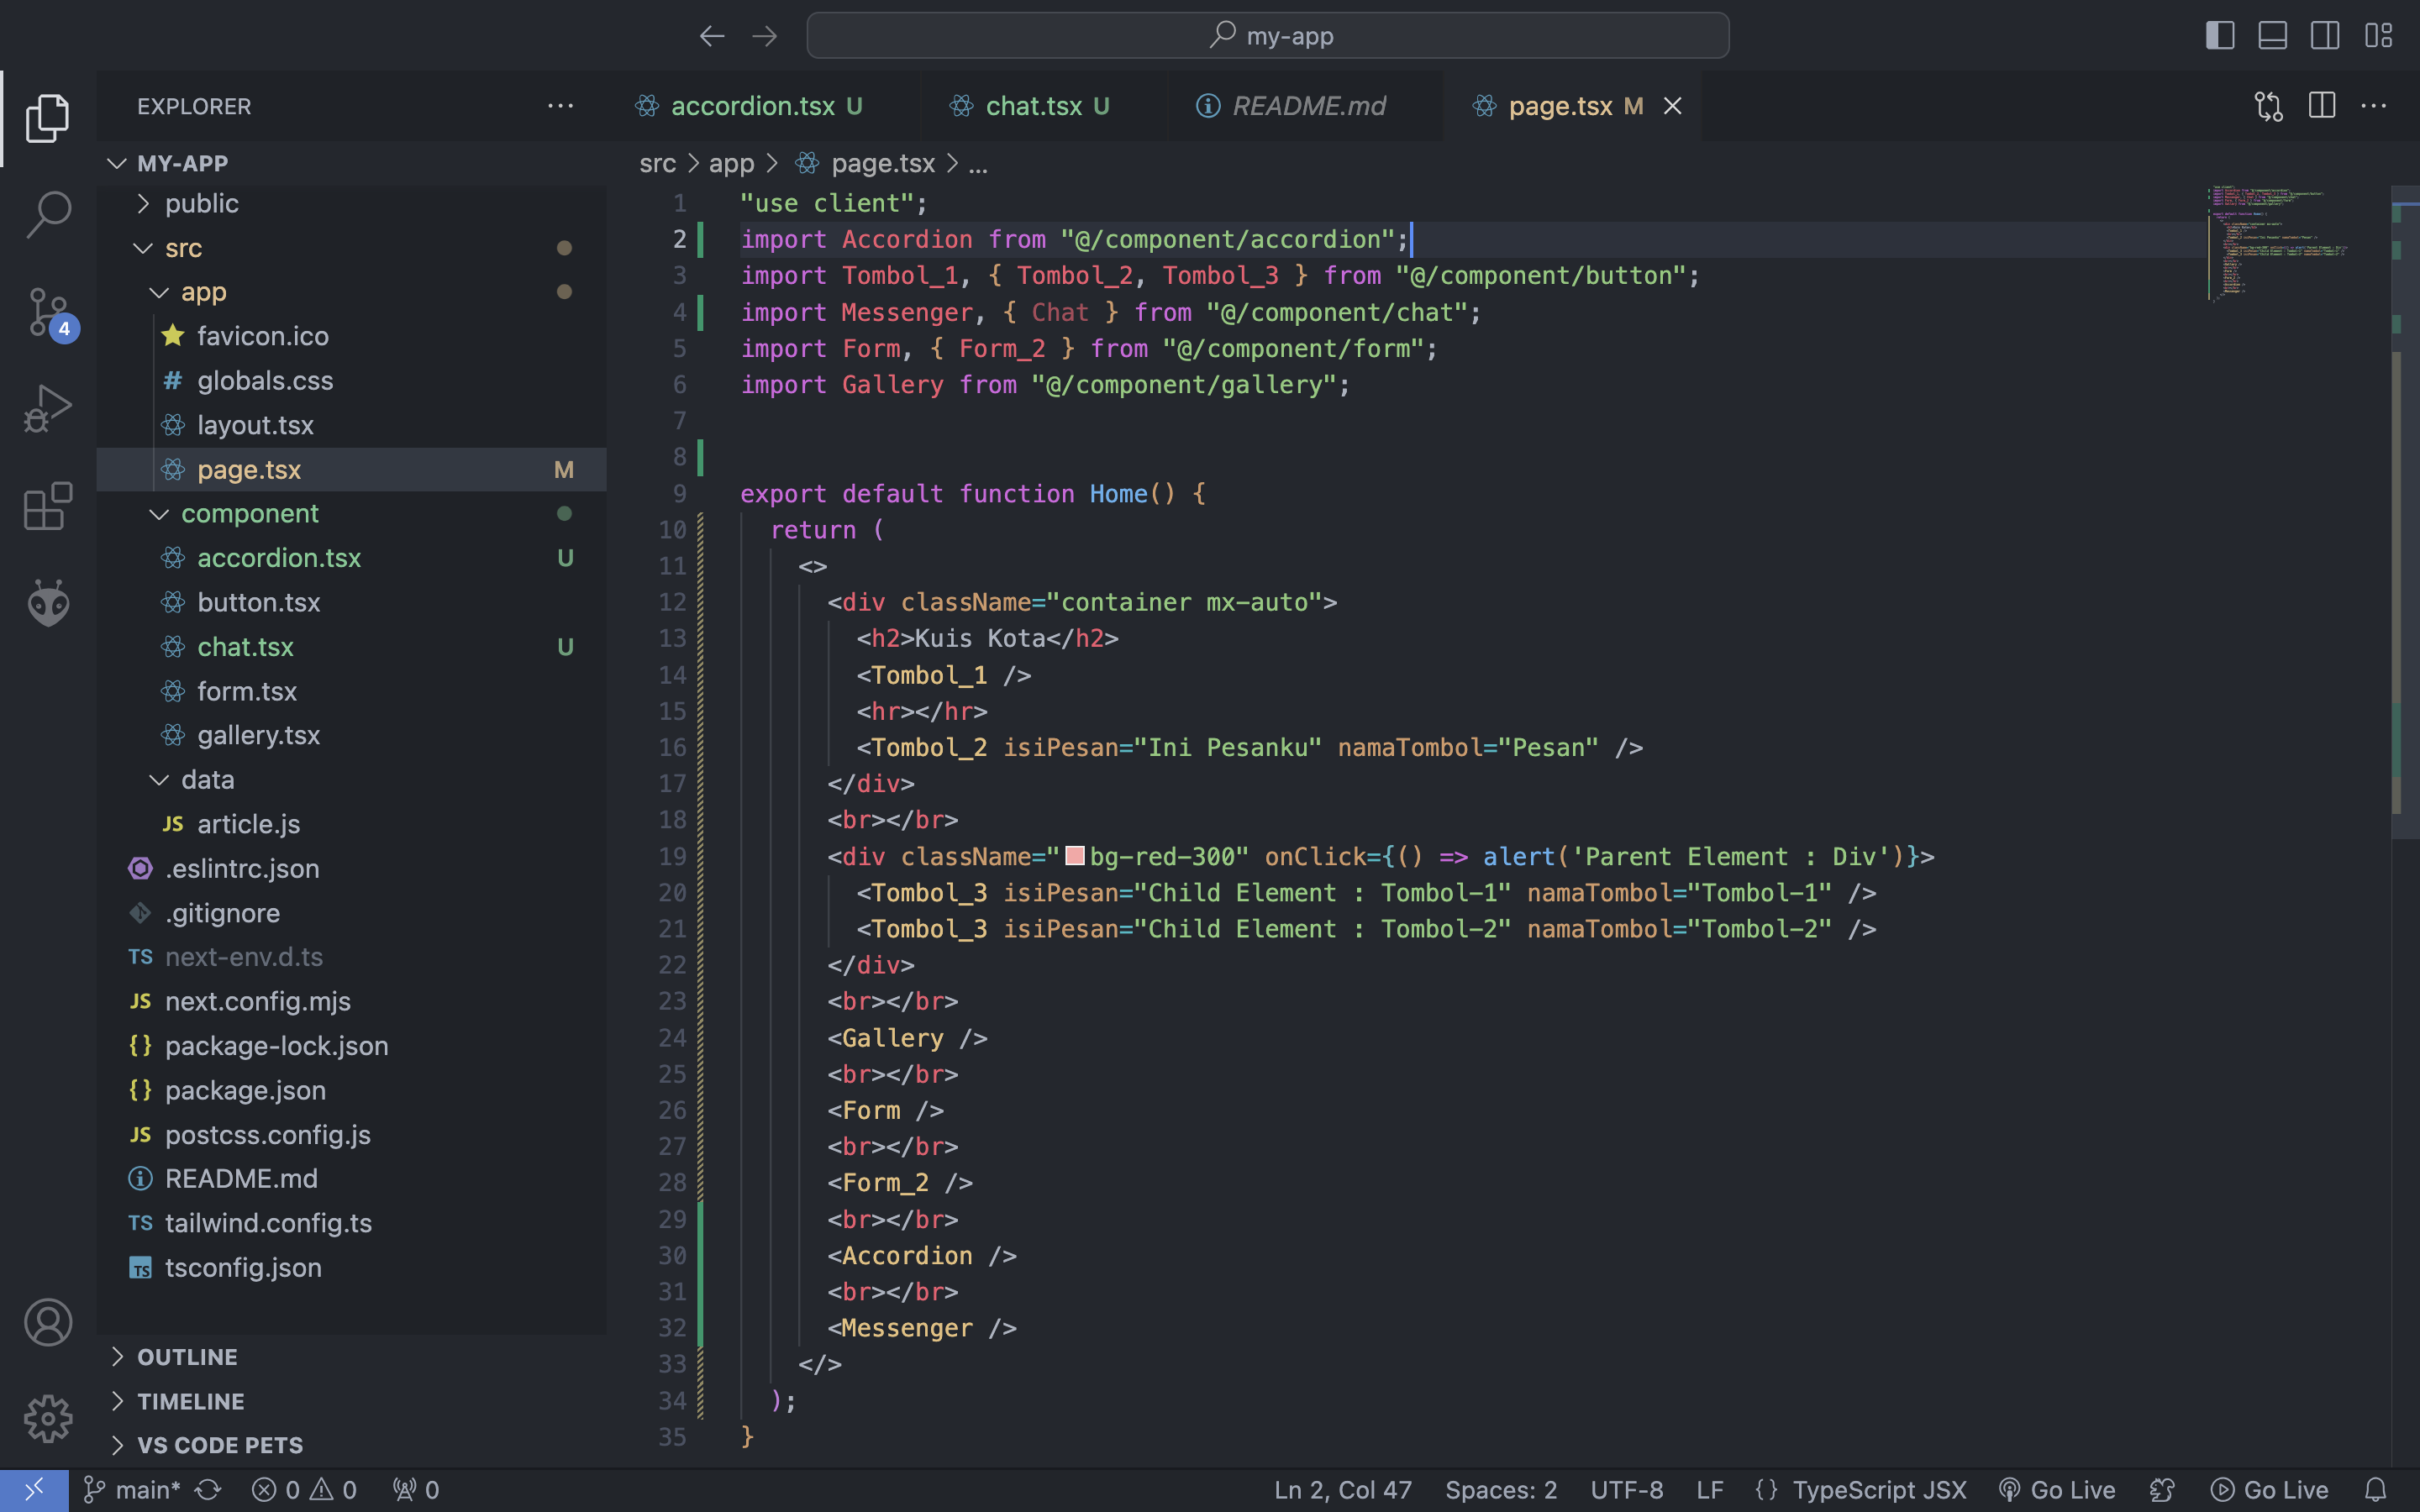 my-app
EXPLORER
accordion.tsx U
chat.tsx U
README.md
page.tsx M
MY-APP
public
src
app
favicon.ico
# globals.css
layout.tsx
page.tsx M
component
accordion.tsx U
button.tsx
chat.tsx U
form.tsx
gallery.tsx
data
JS article.js
.eslintrc.json
.gitignore
TS next-env.d.ts
JS next.config.mjs
{} package-lock.json
{} package.json
JS postcss.config.js
README.md
TS tailwind.config.ts
TS tsconfig.json
OUTLINE
TIMELINE
VS CODE PETS
4
src > app > page.tsx > ...
1 "use client";
2 import Accordion from "@/component/accordion";
3 import Tombol_1, { Tombol_2, Tombol_3 } from "@/component/button";
4 import Messenger, { Chat } from "@/component/chat";
5 import Form, { Form_2 } from "@/component/form";
6 import Gallery from "@/component/gallery";
7
8
9 export default function Home() {
10 return (
11 <>
12 <div className="container mx-auto">
13 <h2>Kuis Kota</h2>
14 <Tombol_1 />
15 <hr></hr>
16 <Tombol_2 isiPesan="Ini Pesanku" namaTombol="Pesan" />
17 </div>
18 <br></br>
19 <div className="bg-red-300" onClick={() => alert('Parent Element : Div')}>
20 <Tombol_3 isiPesan="Child Element : Tombol-1" namaTombol="Tombol-1" />
21 <Tombol_3 isiPesan="Child Element : Tombol-2" namaTombol="Tombol-2" />
22 </div>
23 <br></br>
24 <Gallery />
25 <br></br>
26 <Form />
27 <br></br>
28 <Form_2 />
29 <br></br>
30 <Accordion />
31 <br></br>
32 <Messenger />
33 </>
34 );
35 }
main* 0 0 0
Ln 2, Col 47 Spaces: 2 UTF-8 LF {} TypeScript JSX Go Live Go Live